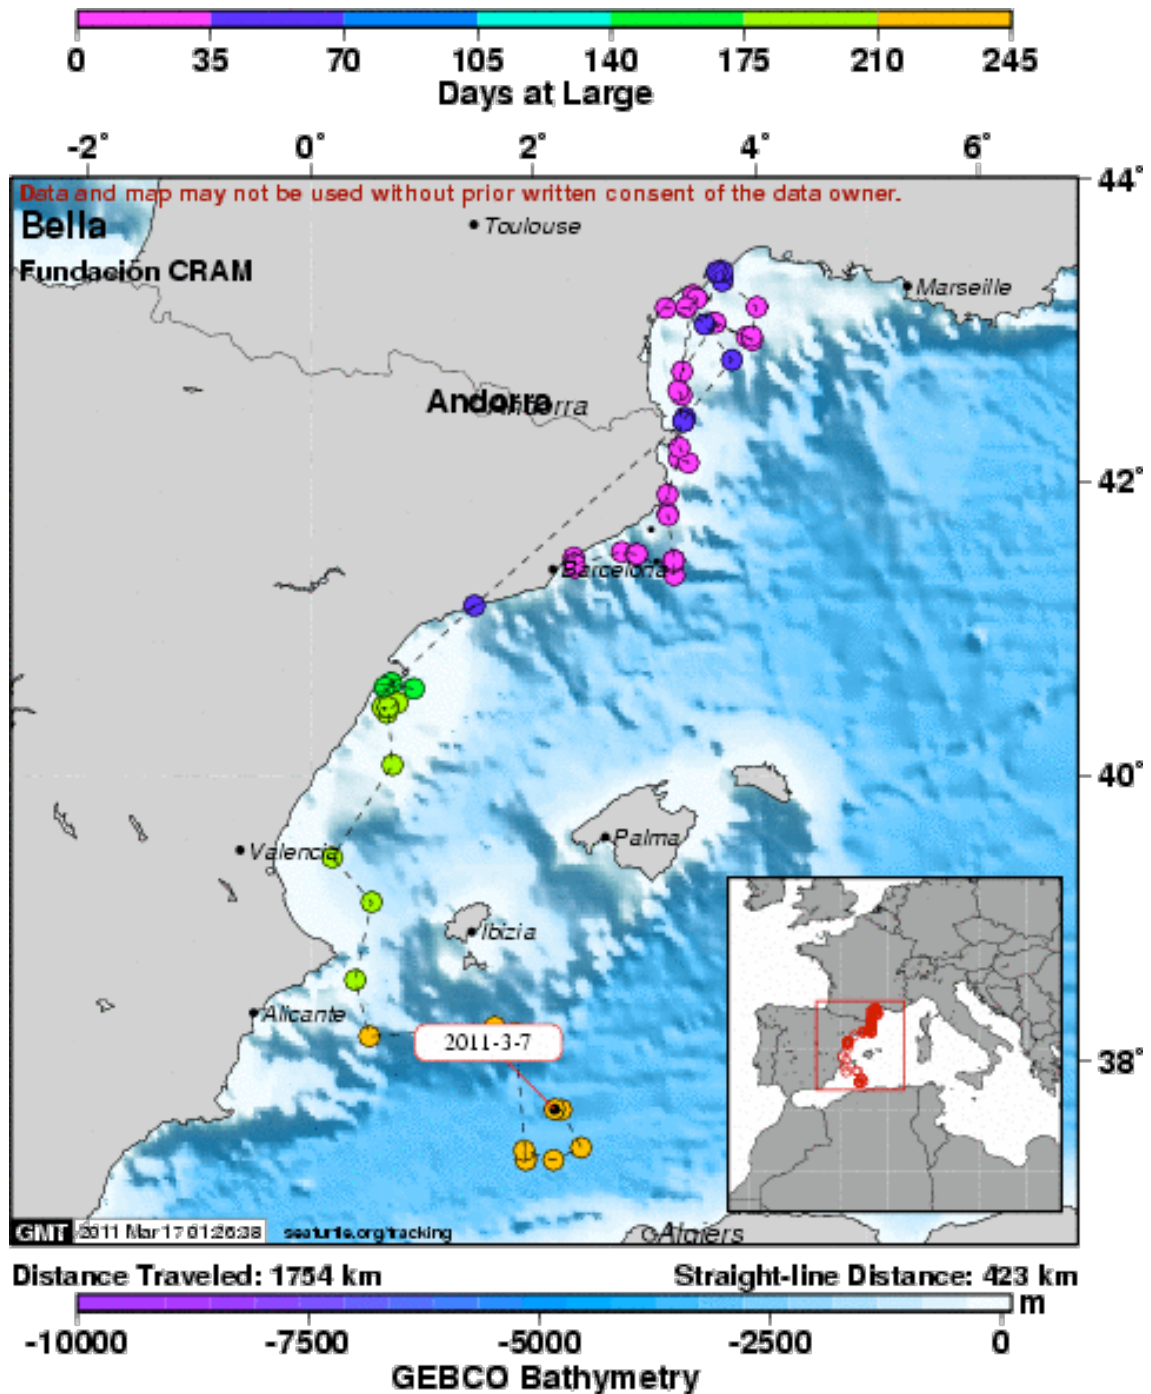 0 35 70 105 140 175 210 245
Days at Large
-2° 0° 2° 4° 6°
44°
Data and map may not be used without prior written consent of the data owner.
Bella
Toulouse
Fundación CRAM
Marseille
Andorra Andorra
42°
Barcelona
40°
Palma
Valencia
Ibizia
Alicante
2011-3-7
38°
GMT 2011 Mar 17 01:26:38 seaturtle.org/tracking
Algiers
Distance Traveled: 1754 km Straight-line Distance: 423 km
m
-10000 -7500 -5000 -2500 0
GEBCO Bathymetry